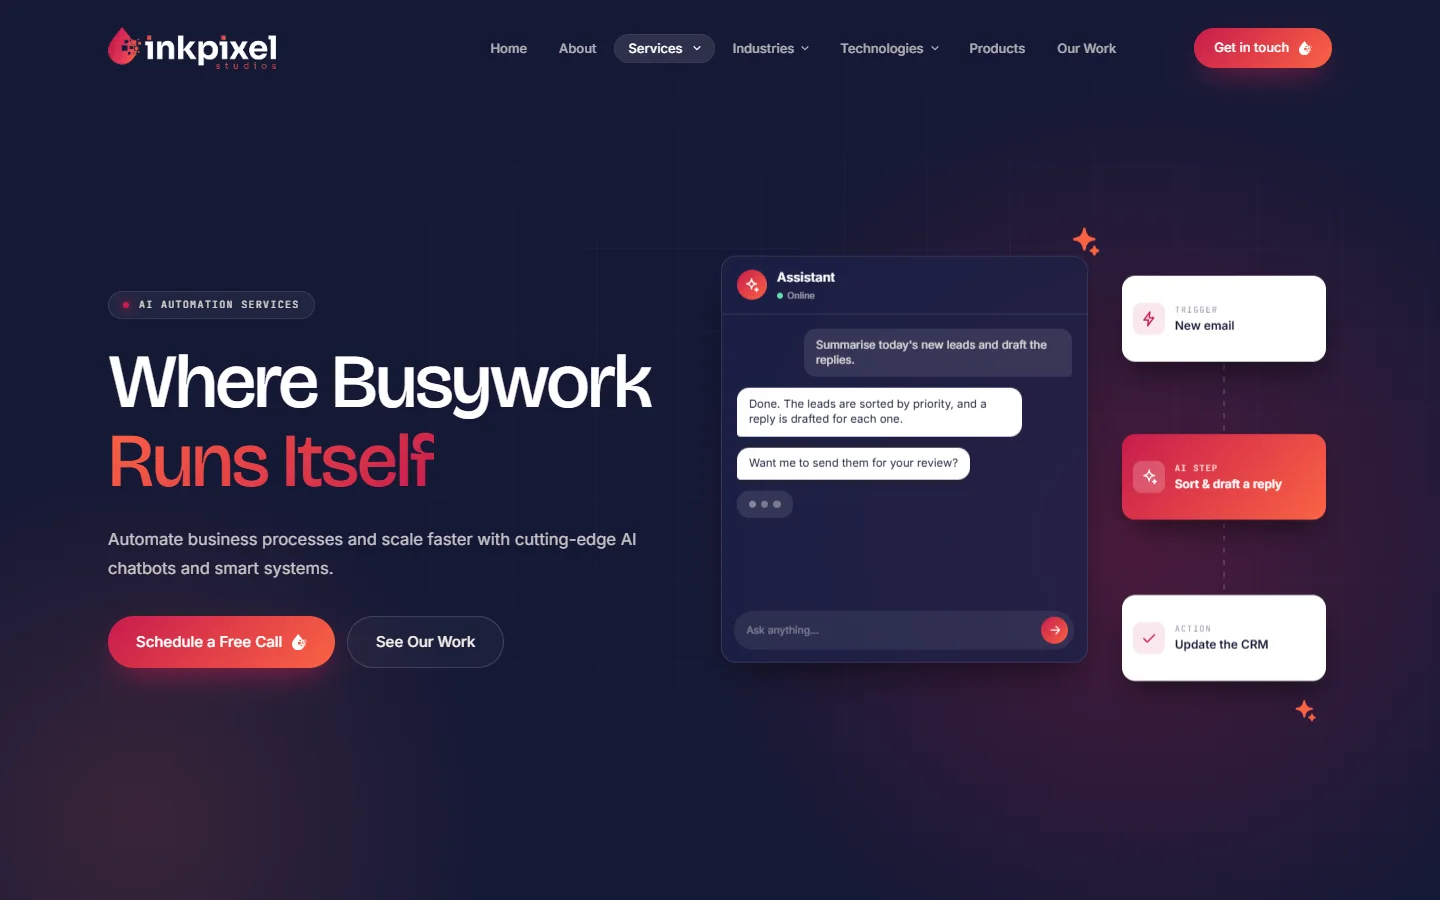 inkpixel
studios
Home
About
Services
Industries
Technologies
Products
Our Work
Get in touch
AI AUTOMATION SERVICES
Where Busywork
Runs Itself
Automate business processes and scale faster with cutting-edge AI
chatbots and smart systems.
Schedule a Free Call
See Our Work
Assistant
Online
Summarise today's new leads and draft the
replies.
Done. The leads are sorted by priority, and a
reply is drafted for each one.
Want me to send them for your review?
Ask anything...
TRIGGER
New email
AI STEP
Sort & draft a reply
ACTION
Update the CRM